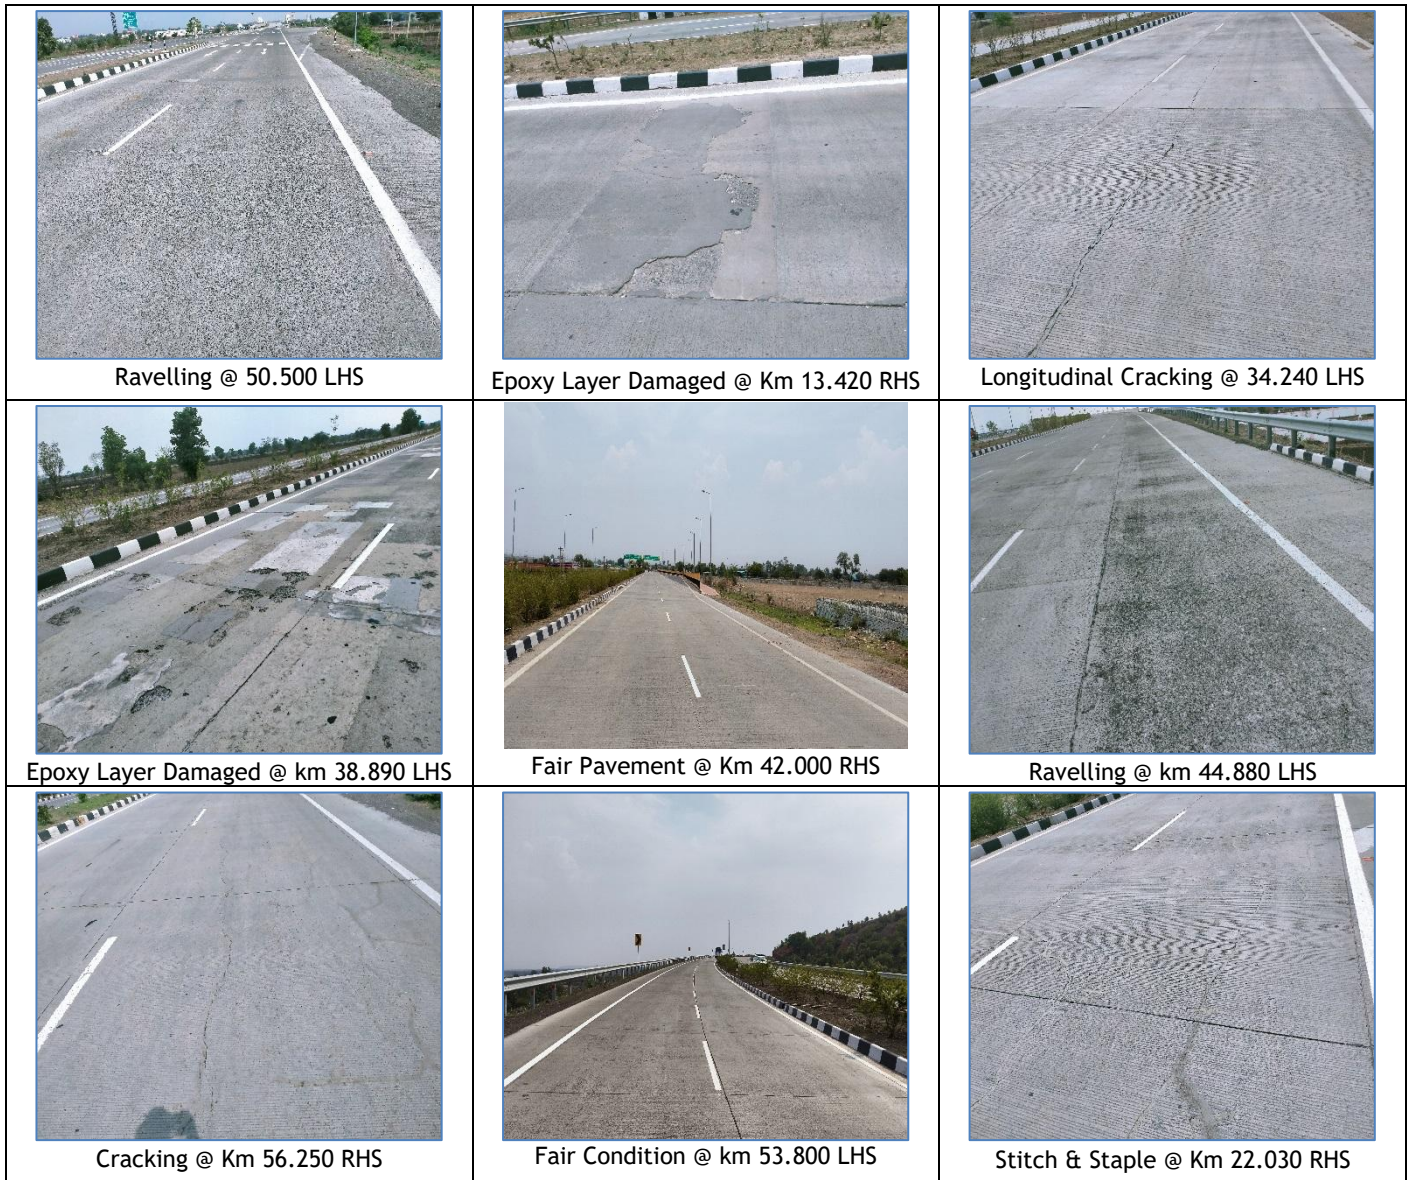 Ravelling @ 50.500 LHS
Epoxy Layer Damaged @ Km 13.420 RHS
Longitudinal Cracking @ 34.240 LHS
Epoxy Layer Damaged @ km 38.890 LHS
Fair Pavement @ Km 42.000 RHS
Ravelling @ km 44.880 LHS
Cracking @ Km 56.250 RHS
Fair Condition @ km 53.800 LHS
Stitch & Staple @ Km 22.030 RHS